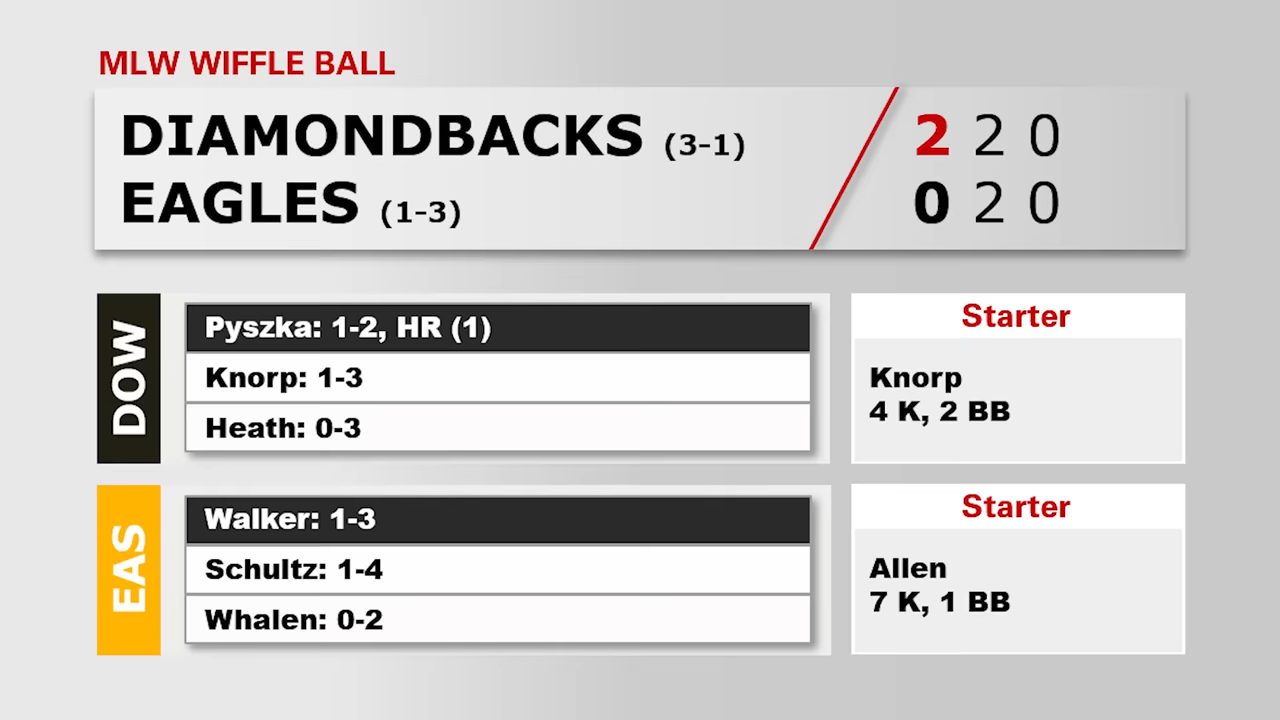 MLW WIFFLE BALL
DIAMONDBACKS (3-1) 2 2 0
EAGLES (1-3) 0 2 0
DOW
Pyszka: 1-2, HR (1)
Knorp: 1-3
Heath: 0-3
Starter
Knorp
4 K, 2 BB
EAS
Walker: 1-3
Schultz: 1-4
Whalen: 0-2
Starter
Allen
7 K, 1 BB